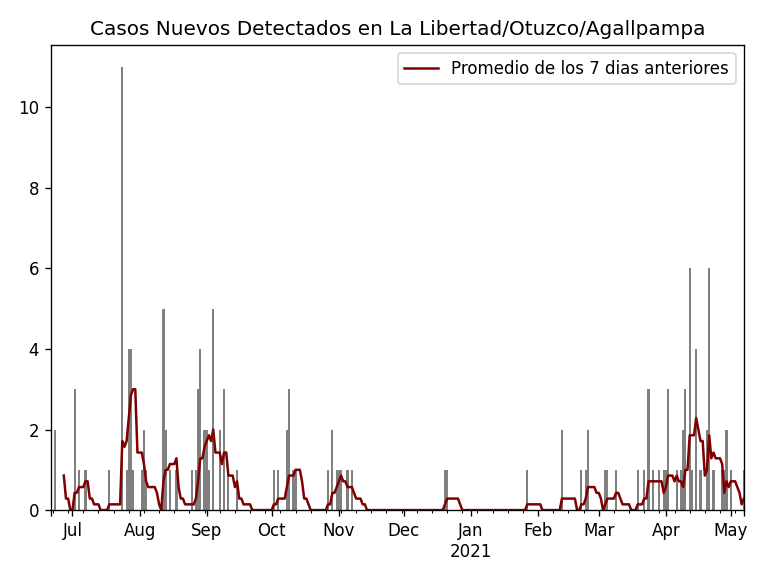 Casos Nuevos Detectados en La Libertad/Otuzco/Agallpampa
Promedio de los 7 dias anteriores
10
8
6
4
2
0
Jul Aug Sep Oct Nov Dec Jan Feb Mar Apr May
2021